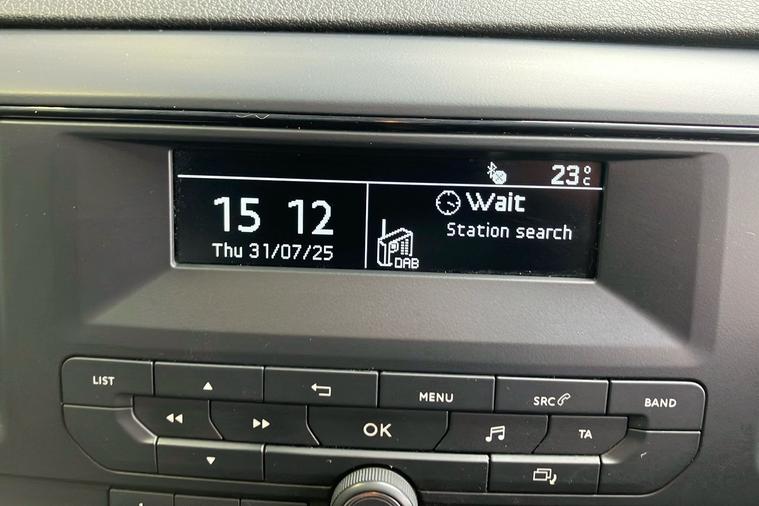 23°C
15 12
Thu 31/07/25
Wait
Station search
DAB
LIST
MENU
SRC
BAND
OK
TA